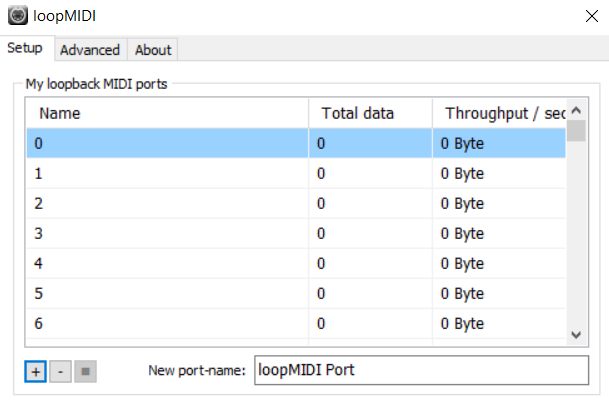 loopMIDI
Setup Advanced About
My loopback MIDI ports
Name Total data Throughput / sec
0 0 0 Byte
1 0 0 Byte
2 0 0 Byte
3 0 0 Byte
4 0 0 Byte
5 0 0 Byte
6 0 0 Byte
+ - New port-name: loopMIDI Port